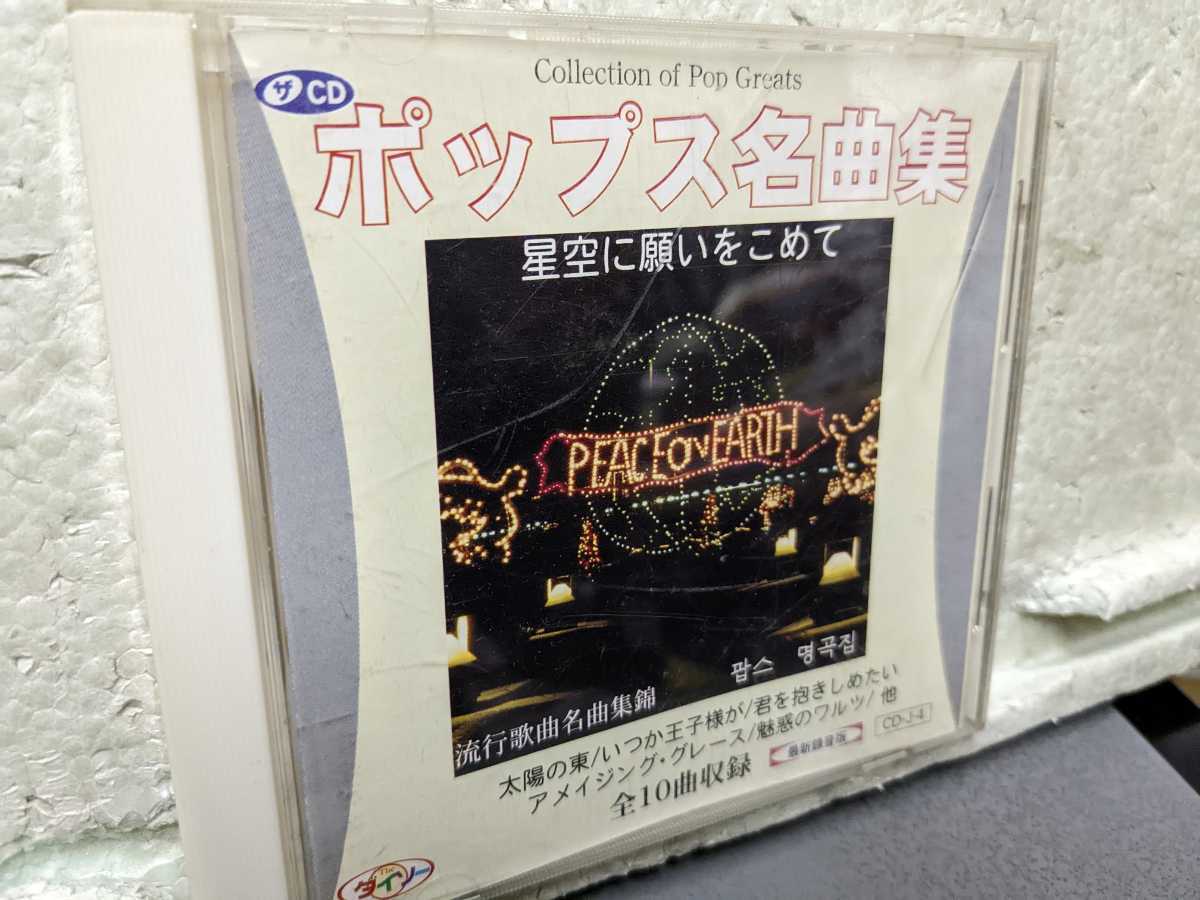 Collection of Pop Greats
ザ CD
ポップス名曲集
星空に願いをこめて
PEACE ON EARTH
팝스 명곡집
流行歌曲名曲集錦
太陽の東/いつか王子様が/君を抱きしめたい
アメイジング・グレース/魅惑のワルツ/他
全10曲収録
最新録音版
CD-J-4
The
ダイソー